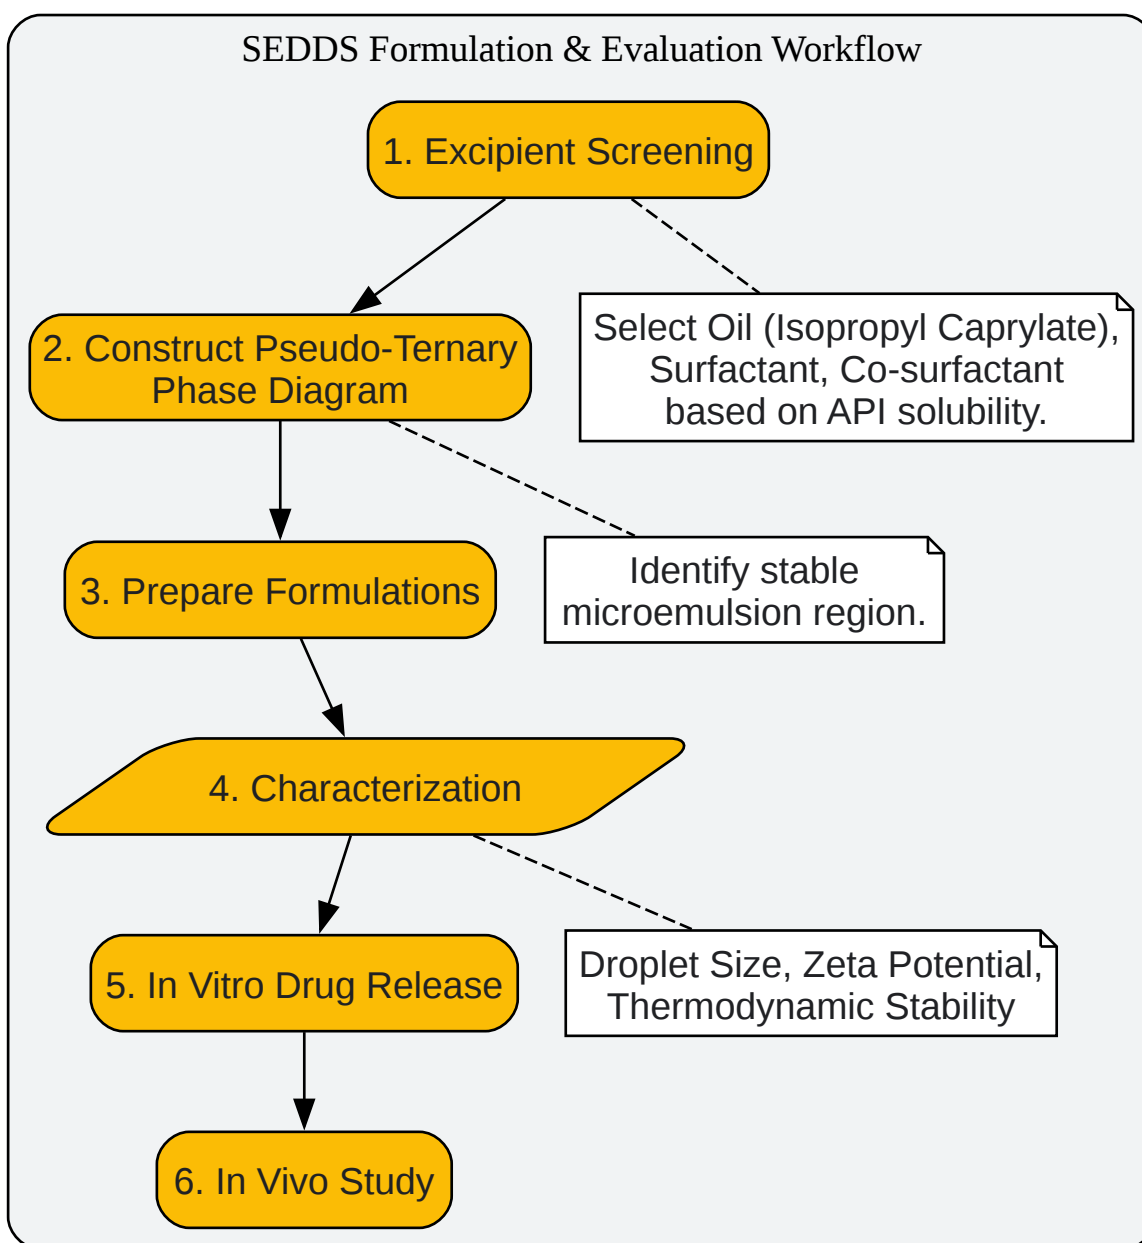 SEDDS Formulation & Evaluation Workflow
1. Excipient Screening
Select Oil (Isopropyl Caprylate),
Surfactant, Co-surfactant
based on API solubility.
2. Construct Pseudo-Ternary
Phase Diagram
Identify stable
microemulsion region.
3. Prepare Formulations
4. Characterization
Droplet Size, Zeta Potential,
Thermodynamic Stability
5. In Vitro Drug Release
6. In Vivo Study